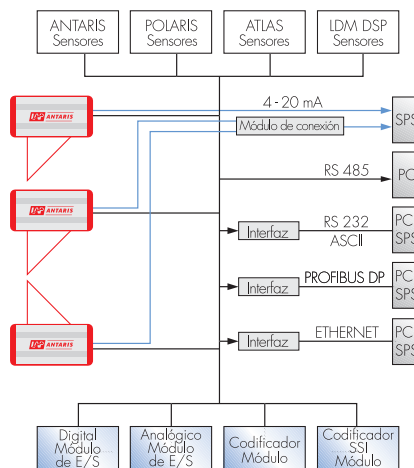 ANTARIS
Sensores
POLARIS
Sensores
ATLAS
Sensores
LDM DSP
Sensores
4 - 20 mA
SPS
Módulo de conexión
ANTARIS
RS 485
PC
ANTARIS
Interfaz
RS 232
ASCII
PC
SPS
Interfaz
PROFIBUS DP
PC
SPS
ANTARIS
Interfaz
ETHERNET
PC
SPS
Digital
Módulo
de E/S
Analógico
Módulo
de E/S
Codificador
Módulo
Codificador
SSI
Módulo